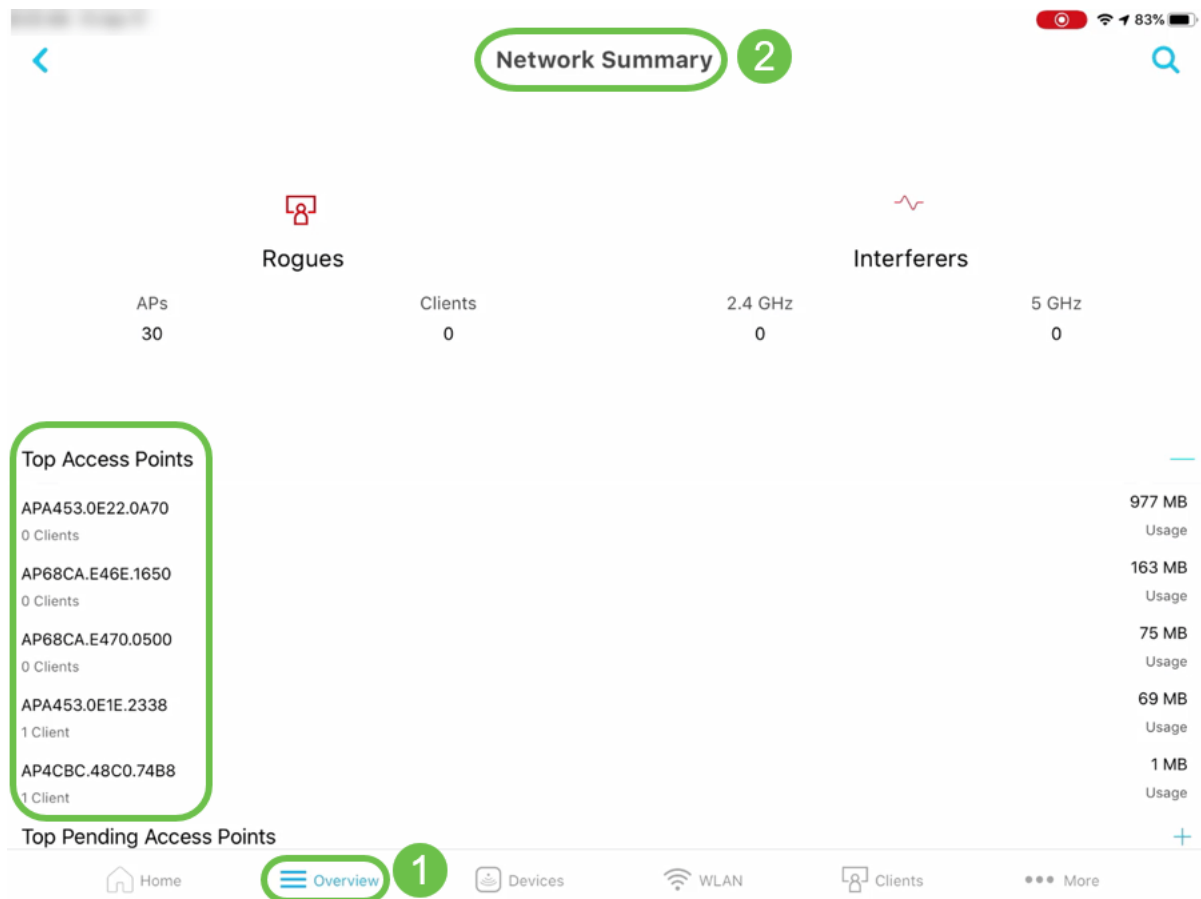 83%
Network Summary 2
Rogues Interferers
APs Clients 2.4 GHz 5 GHz
30 0 0 0
Top Access Points
APA453.0E22.0A70 977 MB
0 Clients Usage
AP68CA.E46E.1650 163 MB
0 Clients Usage
AP68CA.E470.0500 75 MB
0 Clients Usage
APA453.0E1E.2338 69 MB
1 Client Usage
AP4CBC.48C0.74B8 1 MB
1 Client Usage
Top Pending Access Points
Home Overview 1 Devices WLAN Clients More